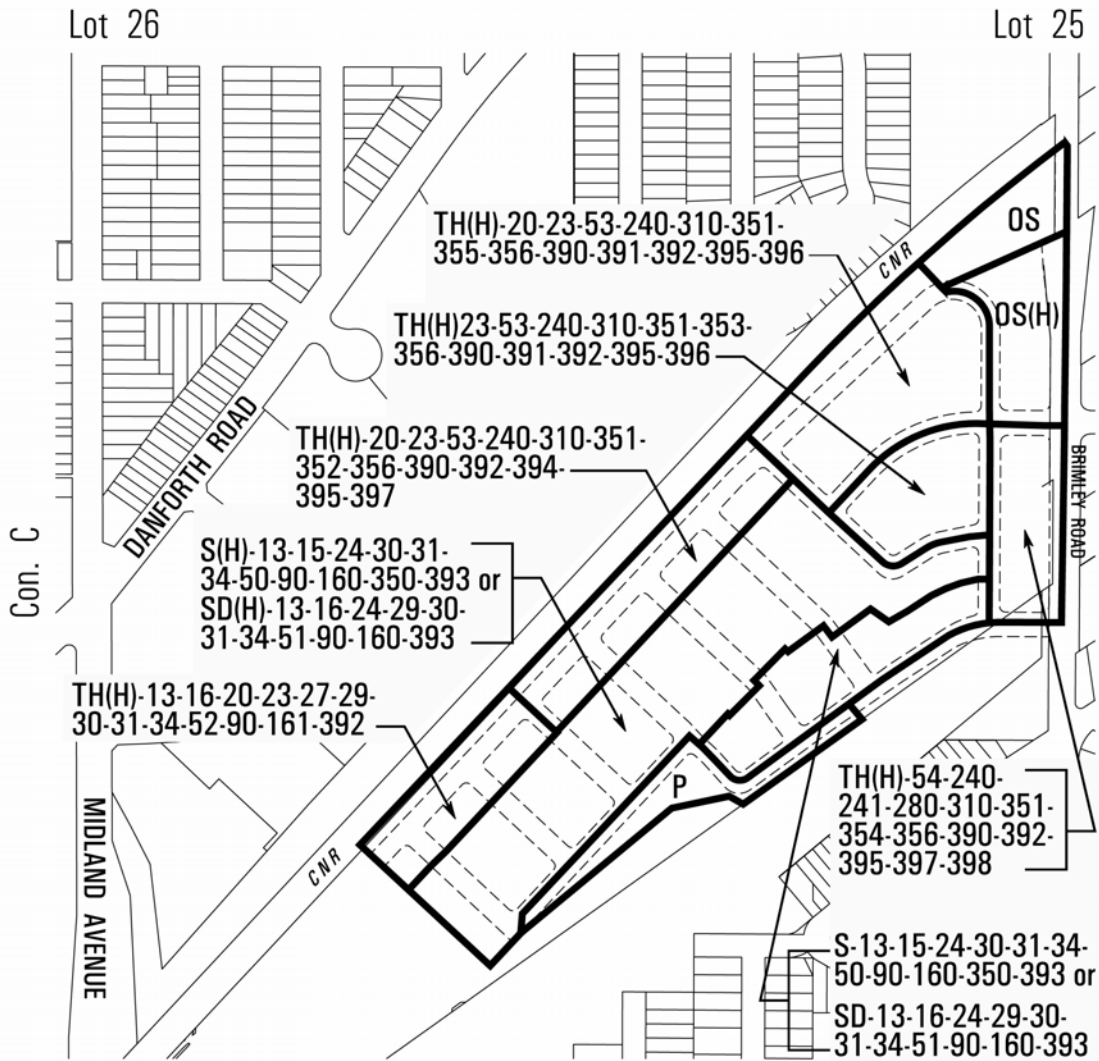 Lot 26
Lot 25
TH(H)-20-23-53-240-310-351-
355-356-390-391-392-395-396
CNR
OS
OS(H)
TH(H)23-53-240-310-351-353-
356-390-391-392-395-396
TH(H)-20-23-53-240-310-351-
352-356-390-392-394-
395-397
DANFORTH ROAD
BRIMLEY ROAD
Con. C
S(H)-13-15-24-30-31-
34-50-90-160-350-393 or
SD(H)-13-16-24-29-30-
31-34-51-90-160-393
TH(H)-13-16-20-23-27-29-
30-31-34-52-90-161-392
P
TH(H)-54-240-
241-280-310-351-
354-356-390-392-
395-397-398
MIDLAND AVENUE
CNR
S-13-15-24-30-31-34-
50-90-160-350-393 or
SD-13-16-24-29-30-
31-34-51-90-160-393